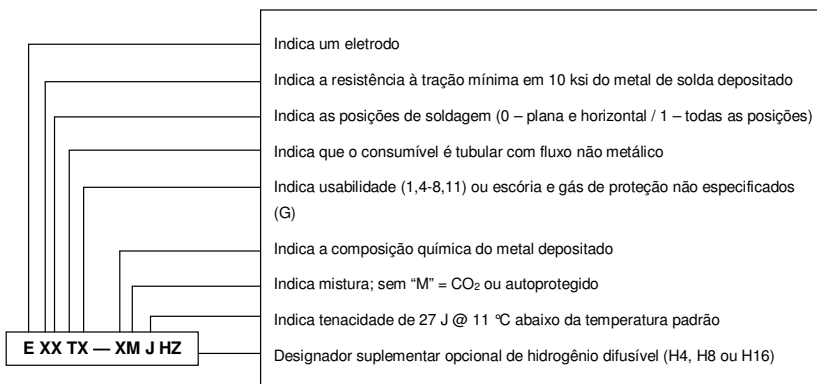 Indica um eletrodo
Indica a resistência à tração mínima em 10 ksi do metal de solda depositado
Indica as posições de soldagem (0 – plana e horizontal / 1 – todas as posições)
Indica que o consumível é tubular com fluxo não metálico
Indica usabilidade (1,4-8,11) ou escória e gás de proteção não especificados
(G)
Indica a composição química do metal depositado
Indica mistura; sem “M” = CO₂ ou autoprotegido
Indica tenacidade de 27 J @ 11 °C abaixo da temperatura padrão
E XX TX — XM J HZ
Designador suplementar opcional de hidrogênio difusível (H4, H8 ou H16)